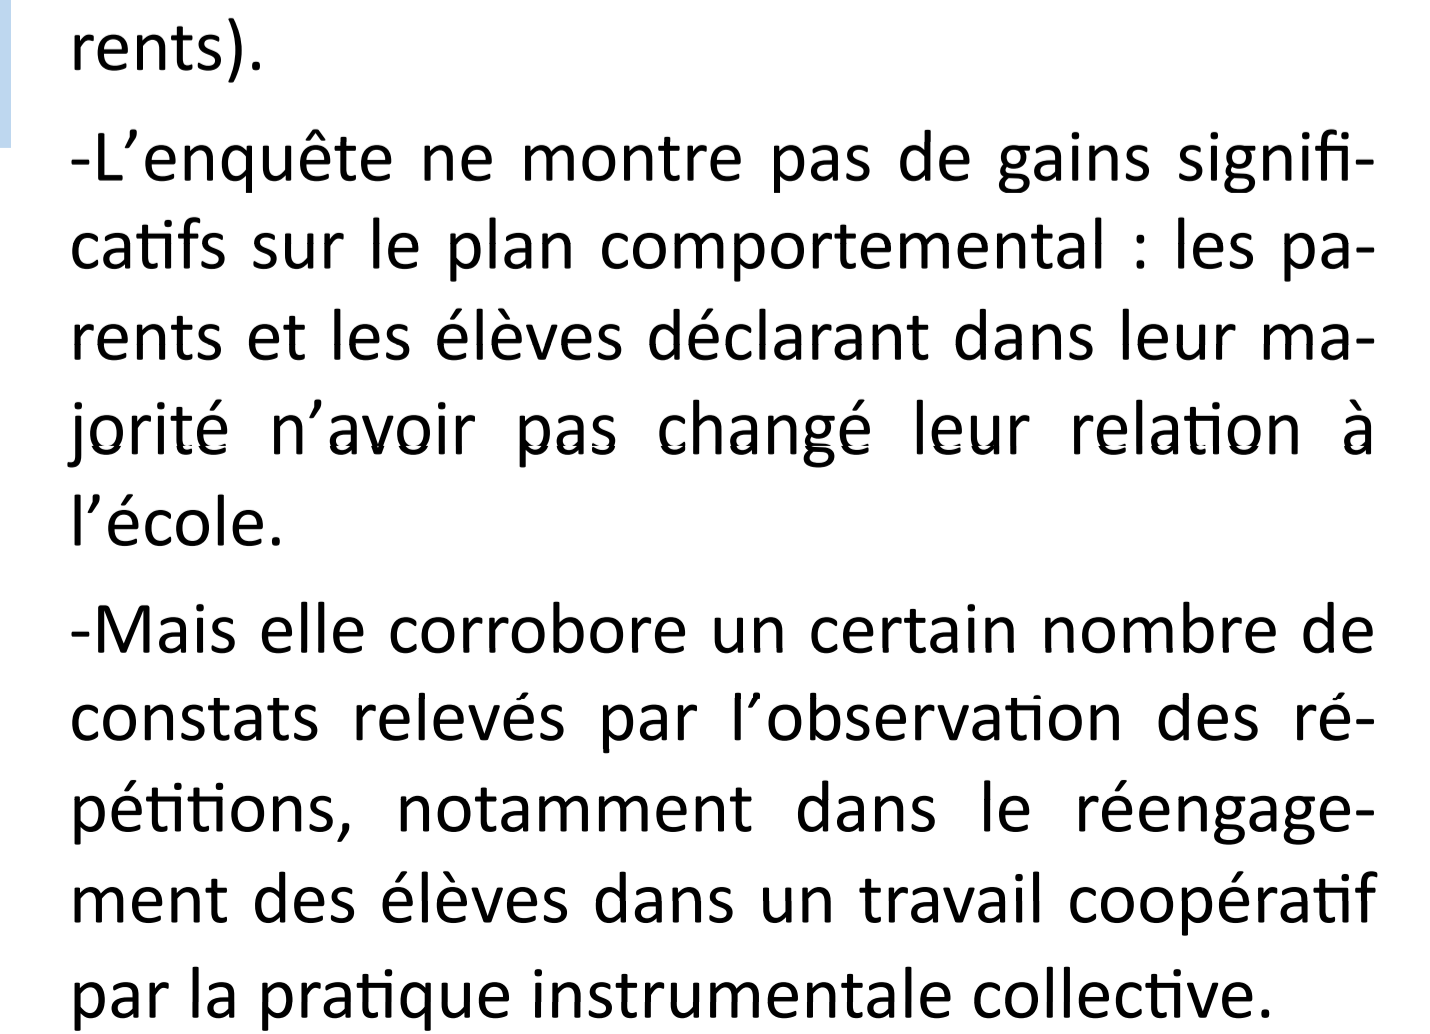 rents).
-L’enquête ne montre pas de gains signifi-
catifs sur le plan comportemental : les pa-
rents et les élèves déclarant dans leur ma-
jorité n’avoir pas changé leur relation à
l’école.
-Mais elle corrobore un certain nombre de
constats relevés par l’observation des ré-
pétitions, notamment dans le réengage-
ment des élèves dans un travail coopératif
par la pratique instrumentale collective.